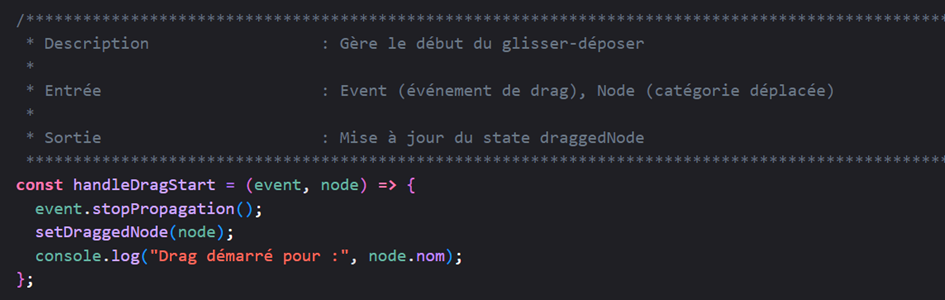 /**************************************************************************************************
* Description : Gère le début du glisser-déposer
*
* Entrée : Event (événement de drag), Node (catégorie déplacée)
*
* Sortie : Mise à jour du state draggedNode
**************************************************************************************************
const handleDragStart = (event, node) => {
event.stopPropagation();
setDraggedNode(node);
console.log("Drag démarré pour :", node.nom);
};